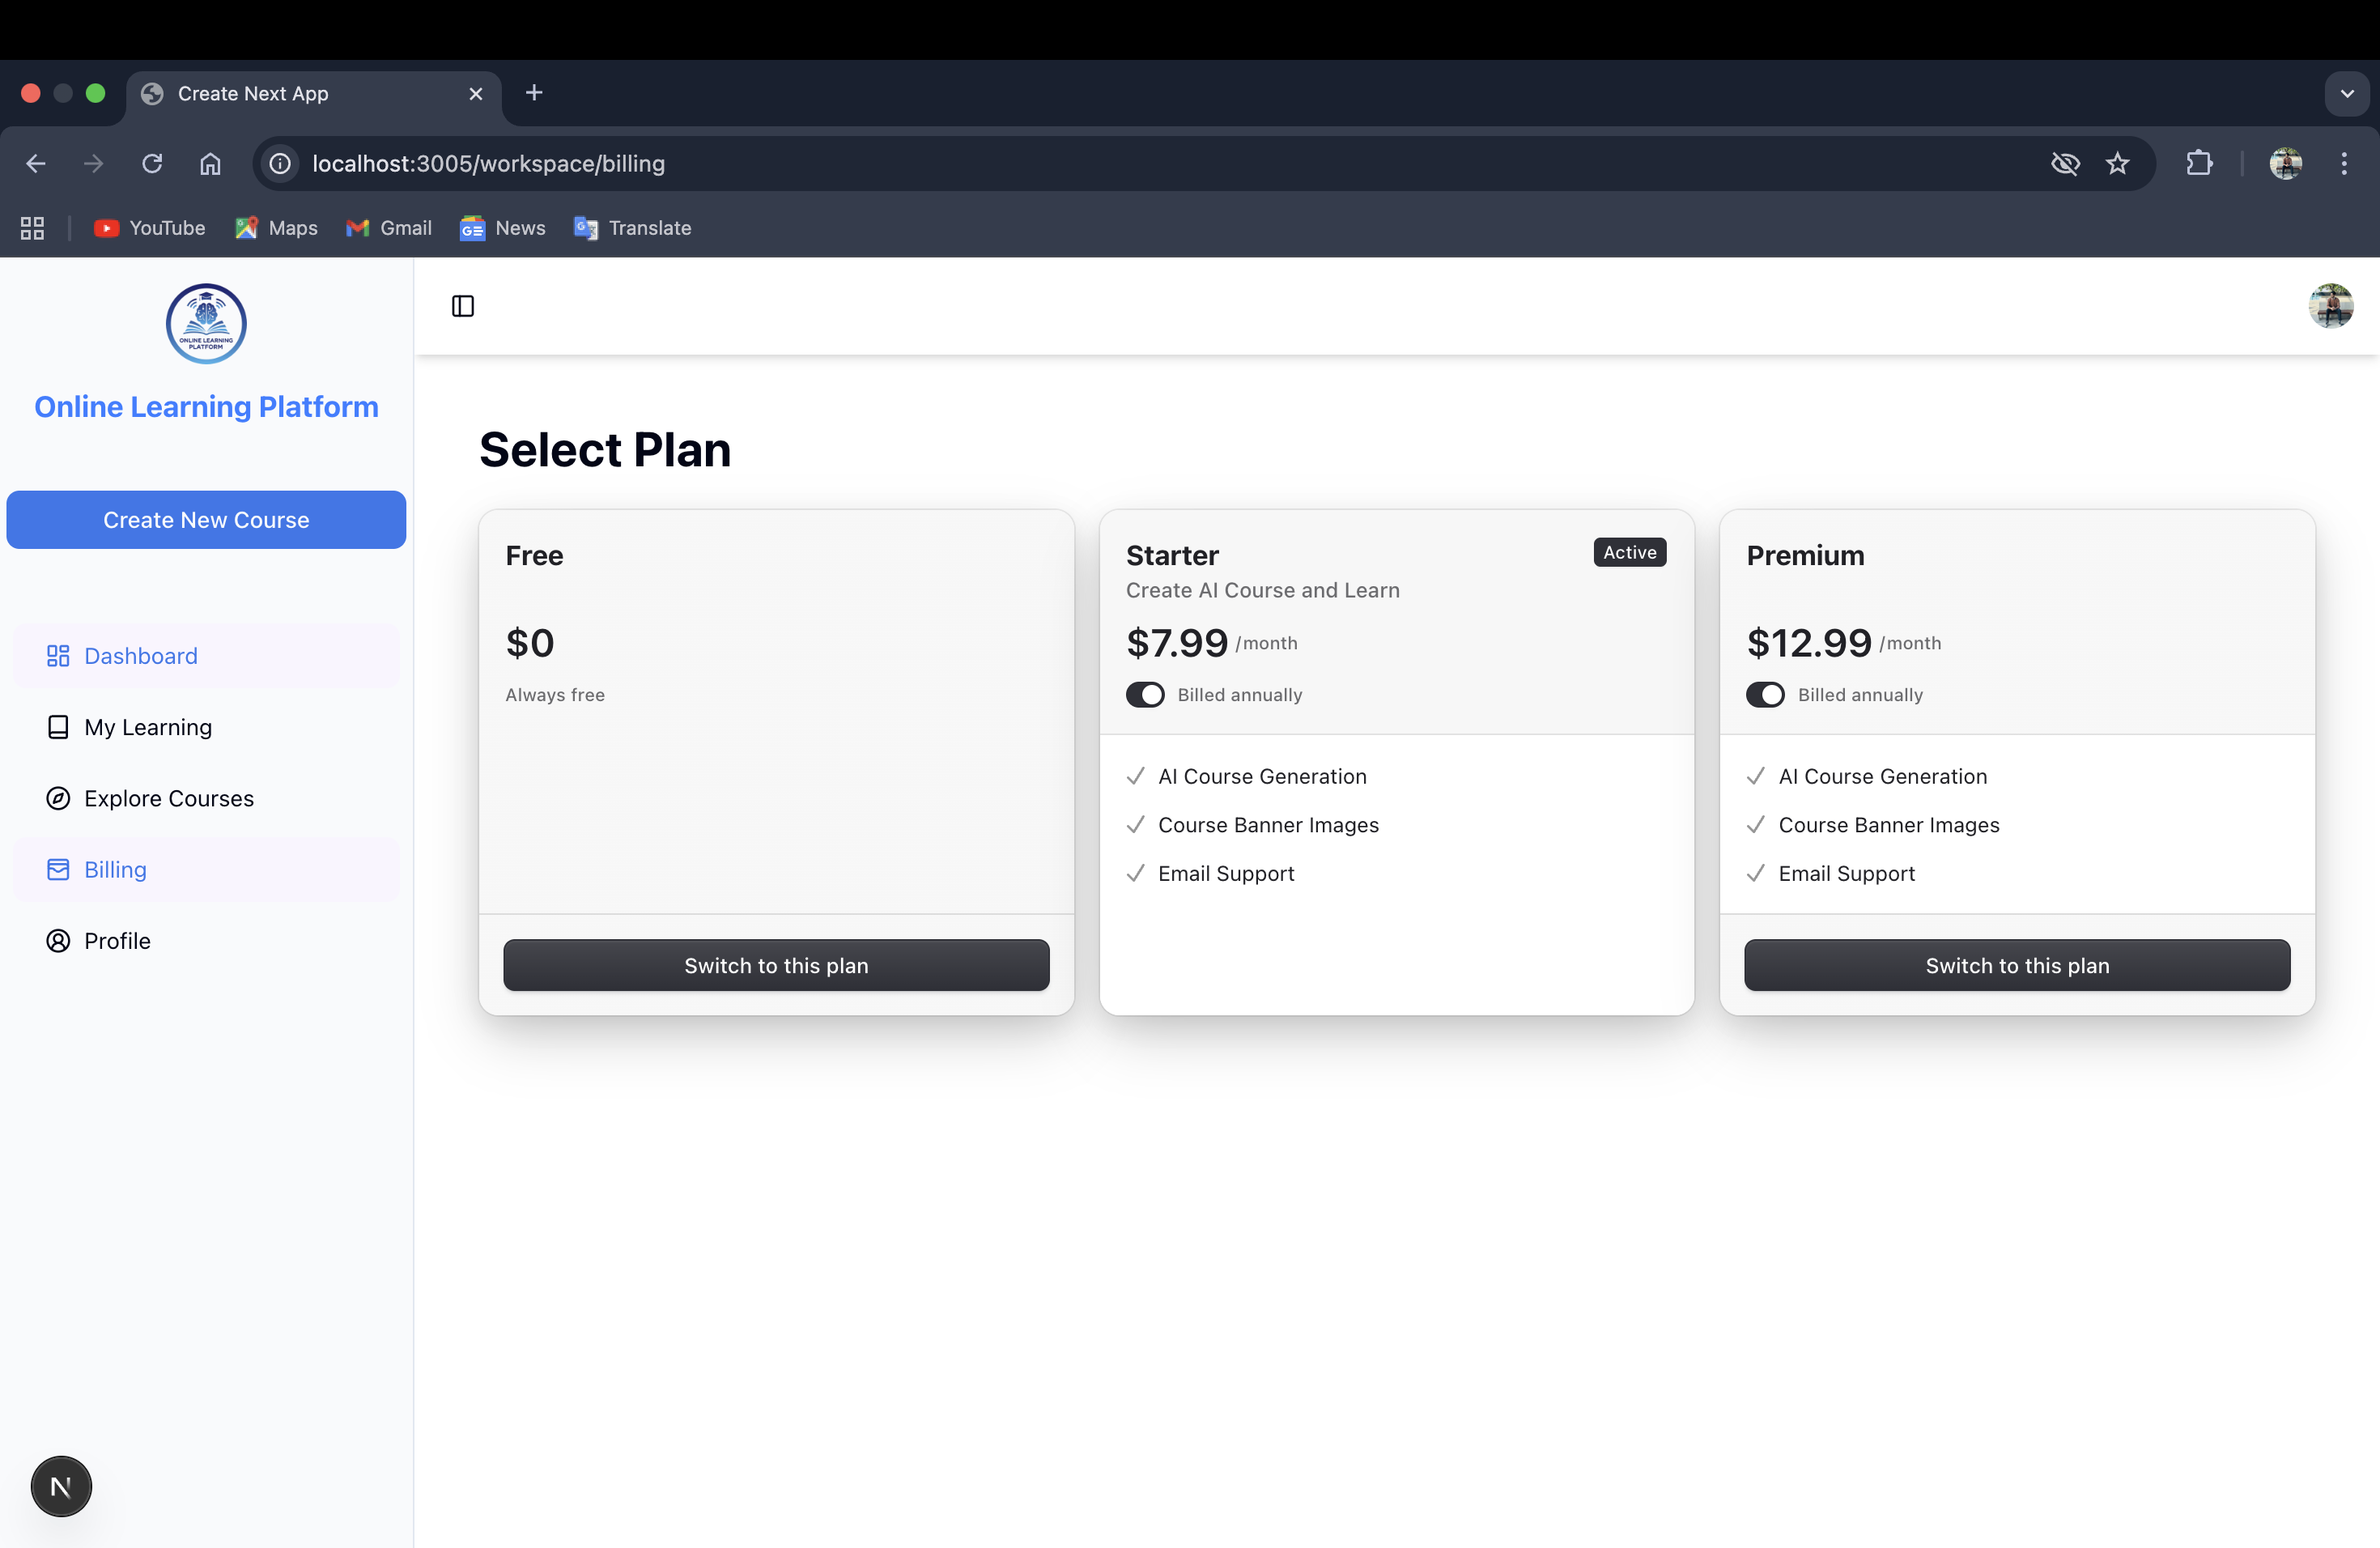 Create Next App
localhost:3005/workspace/billing
YouTube Maps Gmail News Translate
ONLINE LEARNING
PLATFORM
Online Learning Platform
Create New Course
Dashboard
My Learning
Explore Courses
Billing
Profile
N
Select Plan
Free
$0
Always free
Switch to this plan
Starter
Active
Create AI Course and Learn
$7.99 /month
Billed annually
AI Course Generation
Course Banner Images
Email Support
Premium
$12.99 /month
Billed annually
AI Course Generation
Course Banner Images
Email Support
Switch to this plan